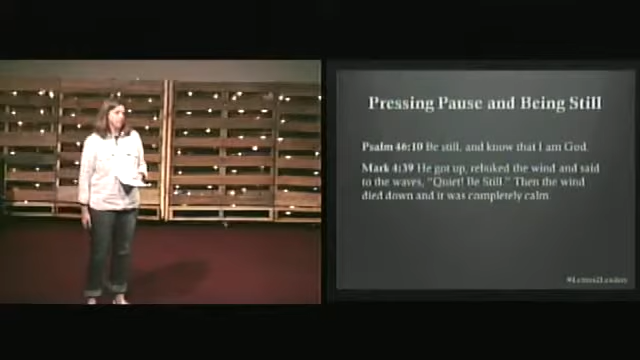 Pressing Pause and Being Still
Psalm 46:10 Be still, and know that I am God.
Mark 4:39 He got up, rebuked the wind and said
to the waves, "Quiet! Be Still." Then the wind
died down and it was completely calm